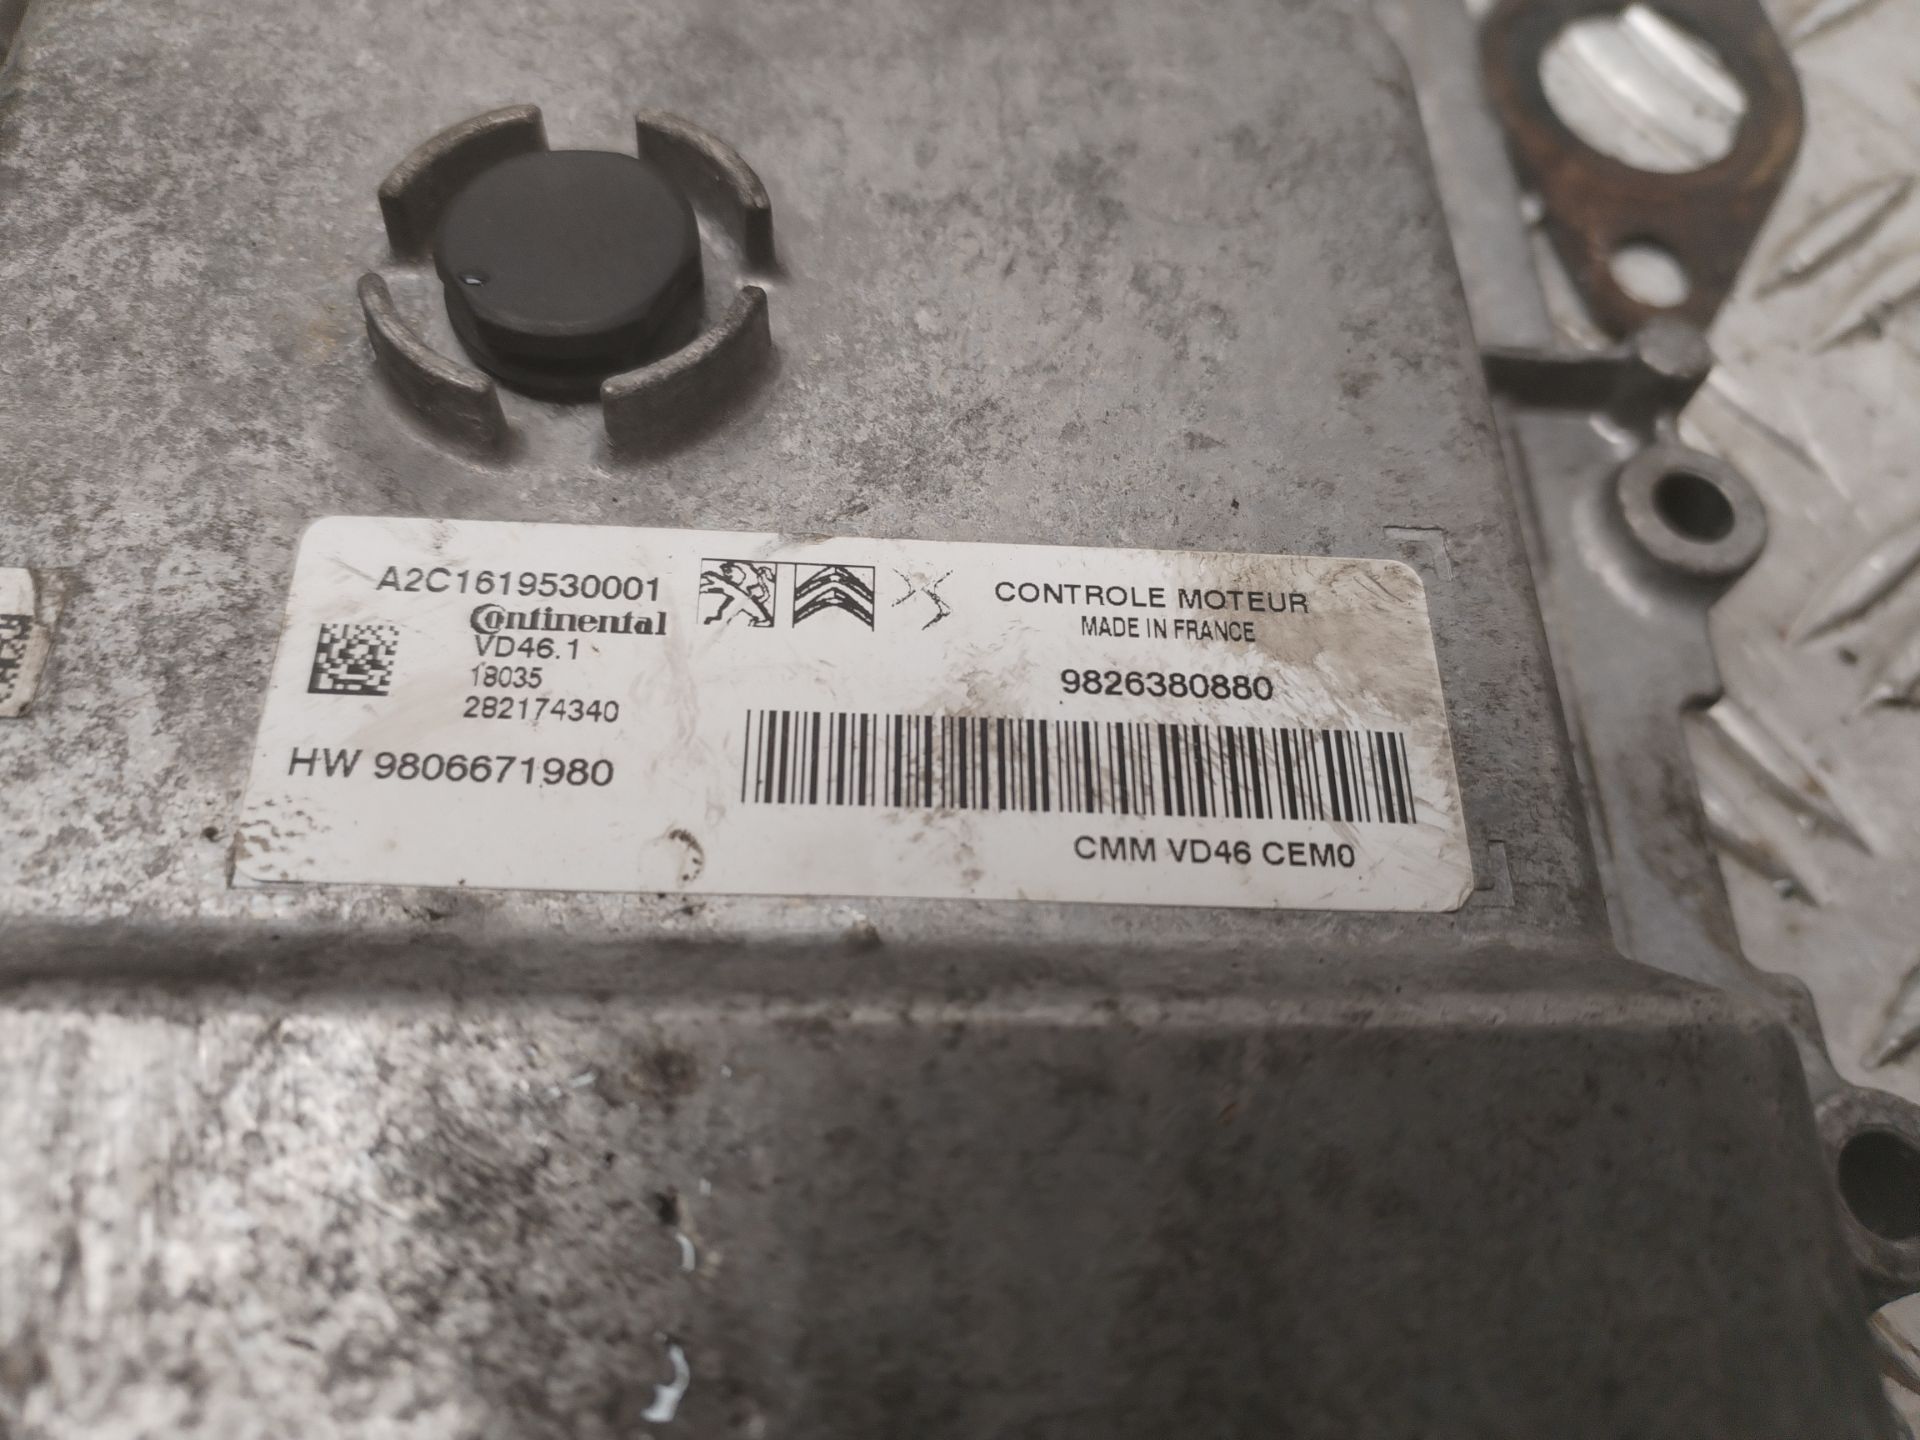 A2C1619530001
Continental
VD46.1
18035
282174340
HW 9806671980
CONTROLE MOTEUR
MADE IN FRANCE
9826380880
CMM VD46 CEM0